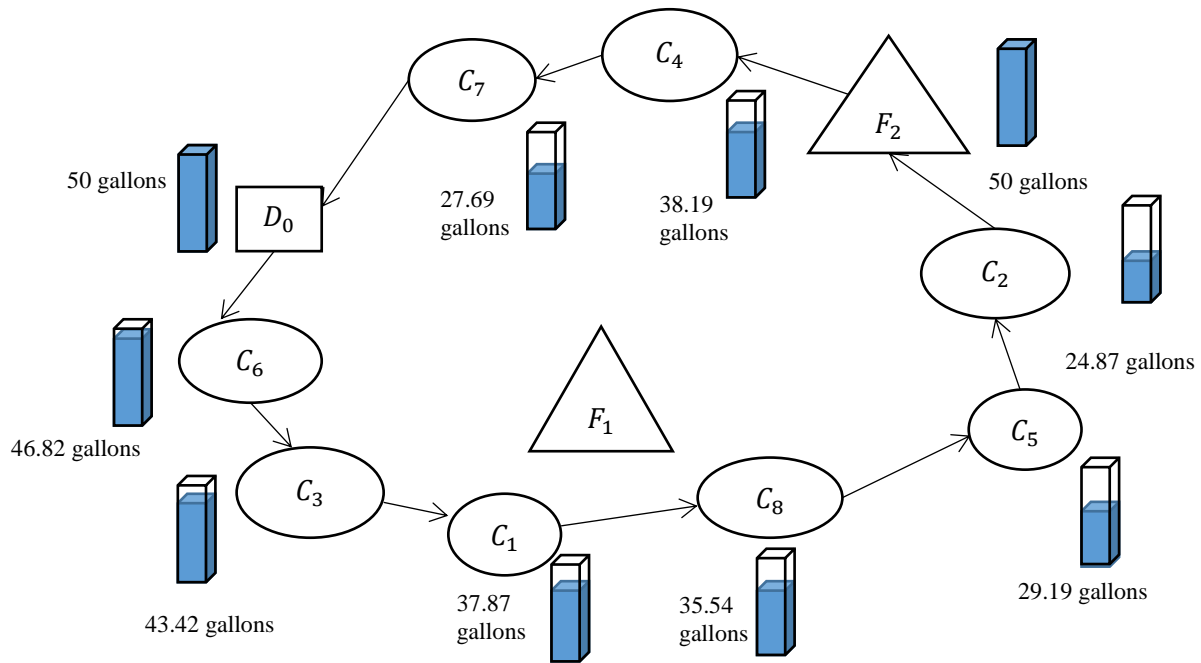 C₄
C₇
F₂
50 gallons
27.69
gallons
38.19
gallons
50 gallons
D₀
C₂
C₆
24.87 gallons
F₁
46.82 gallons
C₅
C₃
C₈
C₁
29.19 gallons
43.42 gallons
37.87
gallons
35.54
gallons